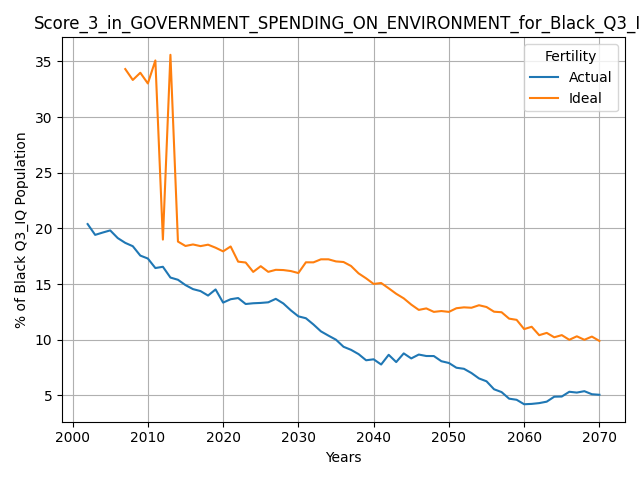 Score_3_in_GOVERNMENT_SPENDING_ON_ENVIRONMENT_for_Black_Q3_I
Fertility
Actual
Ideal
% of Black Q3_IQ Population
35
30
25
20
15
10
5
2000 2010 2020 2030 2040 2050 2060 2070
Years